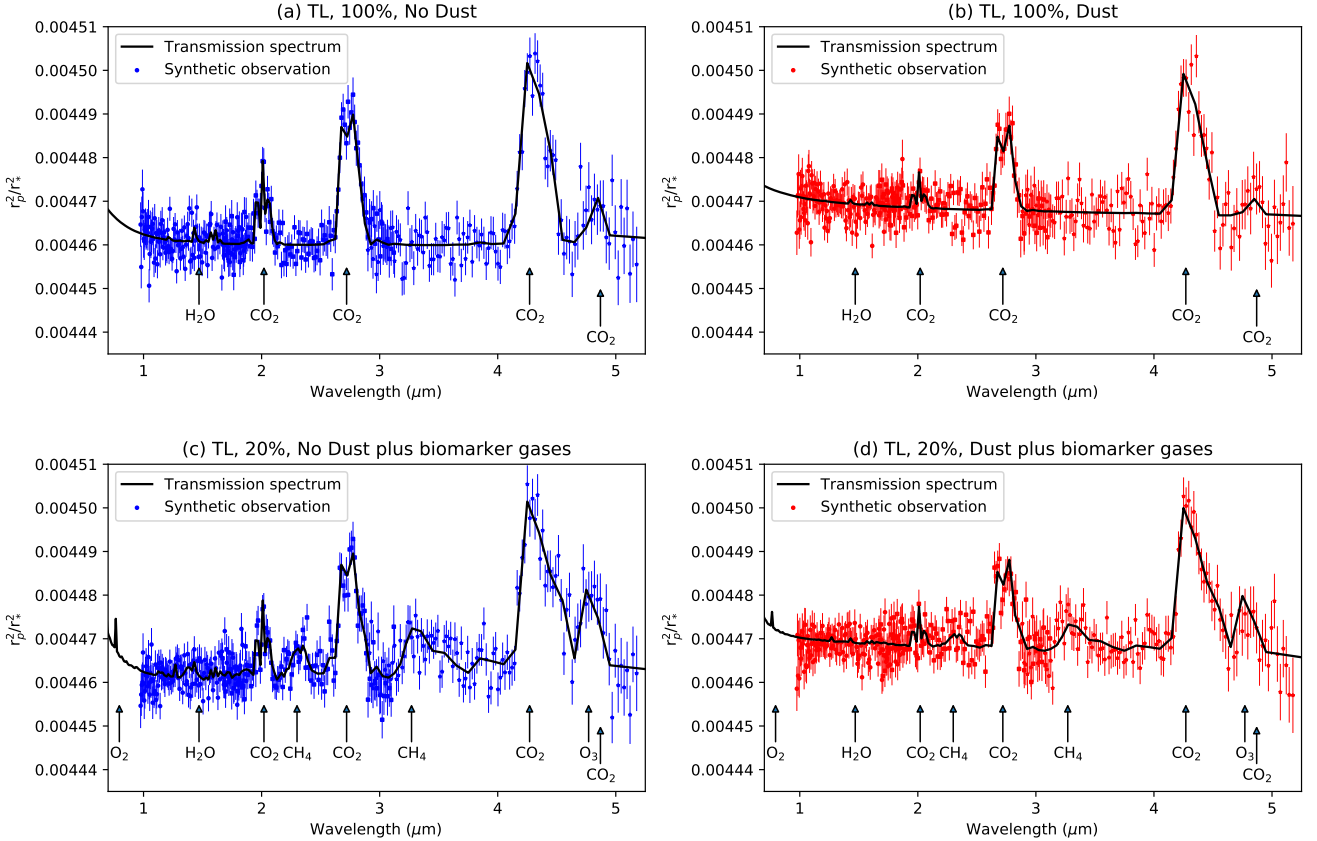 (a) TL, 100%, No Dust
0.00451
0.00450
0.00449
0.00448
0.00447
0.00446
0.00445
0.00444
r_p^2/r_*^2
Transmission spectrum
Synthetic observation
H₂O
CO₂
CO₂
CO₂
CO₂
1 2 3 4 5
Wavelength (μm)
(b) TL, 100%, Dust
0.00451
0.00450
0.00449
0.00448
0.00447
0.00446
0.00445
0.00444
r_p^2/r_*^2
Transmission spectrum
Synthetic observation
H₂O
CO₂
CO₂
CO₂
CO₂
1 2 3 4 5
Wavelength (μm)
(c) TL, 20%, No Dust plus biomarker gases
0.00451
0.00450
0.00449
0.00448
0.00447
0.00446
0.00445
0.00444
r_p^2/r_*^2
Transmission spectrum
Synthetic observation
O₂
H₂O
CO₂
CH₄
CO₂
CH₄
CO₂
O₃
CO₂
1 2 3 4 5
Wavelength (μm)
(d) TL, 20%, Dust plus biomarker gases
0.00451
0.00450
0.00449
0.00448
0.00447
0.00446
0.00445
0.00444
r_p^2/r_*^2
Transmission spectrum
Synthetic observation
O₂
H₂O
CO₂
CH₄
CO₂
CH₄
CO₂
O₃
CO₂
1 2 3 4 5
Wavelength (μm)